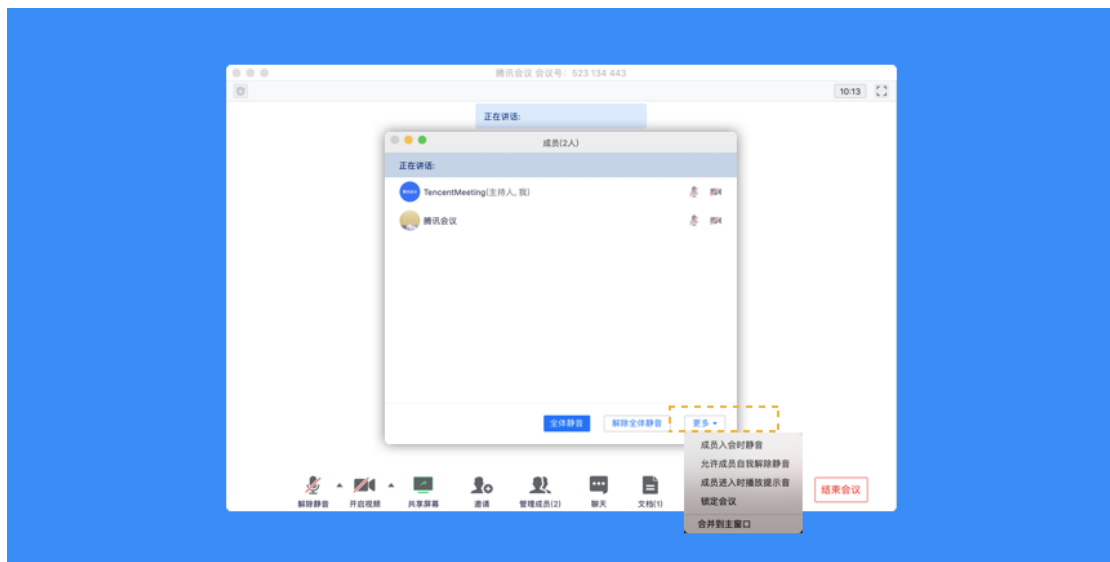 腾讯会议 会议号：523 134 443
10:13
正在讲话:
成员(2人)
正在讲话:
TencentMeeting(主持人, 我)
腾讯会议
全体静音 解除全体静音 更多
成员入会时静音
允许成员自我解除静音
成员进入时播放提示音
锁定会议
合并到主窗口
解除静音 开启视频 共享屏幕 邀请 管理成员(2) 聊天 文档(1) 结束会议